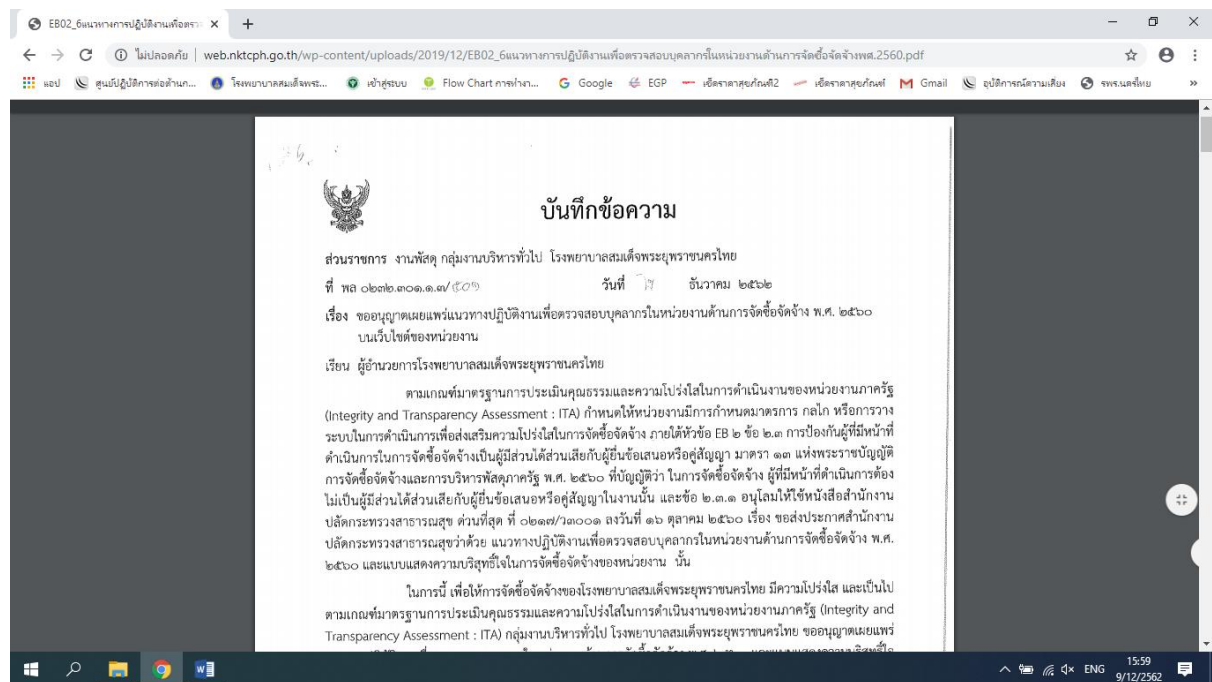 EB02_6แนวทางการปฏิบัติงานเพื่อตรวจ
ไม่ปลอดภัย | web.nktcph.go.th/wp-content/uploads/2019/12/EB02_6แนวทางการปฏิบัติงานเพื่อตรวจสอบบุคลากรในหน่วยงานด้านการจัดซื้อจัดจ้างพศ.2560.pdf
แอป ศูนย์ปฏิบัติการต่อต้านก... โรงพยาบาลสมเด็จพระ... เข้าสู่ระบบ Flow Chart การทำงา... Google EGP เช็คราคาสุขภัณฑ์2 เช็คราคาสุขภัณฑ์ Gmail อุบัติการณ์ความเสี่ยง รพร.นครไทย »
บันทึกข้อความ
ส่วนราชการ งานพัสดุ กลุ่มงานบริหารทั่วไป โรงพยาบาลสมเด็จพระยุพราชนครไทย
ที่ พล ๐๒๓๒.๓๐๑.๑.๓/ วันที่ ธันวาคม ๒๕๖๒
เรื่อง ขออนุญาตเผยแพร่แนวทางปฏิบัติงานเพื่อตรวจสอบบุคลากรในหน่วยงานด้านการจัดซื้อจัดจ้าง พ.ศ. ๒๕๖๐
บนเว็บไซต์ของหน่วยงาน
เรียน ผู้อำนวยการโรงพยาบาลสมเด็จพระยุพราชนครไทย
ตามเกณฑ์มาตรฐานการประเมินคุณธรรมและความโปร่งใสในการดำเนินงานของหน่วยงานภาครัฐ
(Integrity and Transparency Assessment : ITA) กำหนดให้หน่วยงานมีการกำหนดมาตรการ กลไก หรือการวาง
ระบบในการดำเนินการเพื่อส่งเสริมความโปร่งใสในการจัดซื้อจัดจ้าง ภายใต้หัวข้อ EB ๒ ข้อ ๒.๓ การป้องกันผู้ที่มีหน้าที่
ดำเนินการในการจัดซื้อจัดจ้างเป็นผู้มีส่วนได้ส่วนเสียกับผู้ยื่นข้อเสนอหรือคู่สัญญา มาตรา ๑๓ แห่งพระราชบัญญัติ
การจัดซื้อจัดจ้างและการบริหารพัสดุภาครัฐ พ.ศ. ๒๕๖๐ ที่บัญญัติว่า ในการจัดซื้อจัดจ้าง ผู้ที่มีหน้าที่ดำเนินการต้อง
ไม่เป็นผู้มีส่วนได้ส่วนเสียกับผู้ยื่นข้อเสนอหรือคู่สัญญาในงานนั้น และข้อ ๒.๓.๑ อนุโลมให้ใช้หนังสือสำนักงาน
ปลัดกระทรวงสาธารณสุข ด่วนที่สุด ที่ ๐๒๑๗/ว๓๐๐๑ ลงวันที่ ๑๖ ตุลาคม ๒๕๖๐ เรื่อง ขอส่งประกาศสำนักงาน
ปลัดกระทรวงสาธารณสุขว่าด้วย แนวทางปฏิบัติงานเพื่อตรวจสอบบุคลากรในหน่วยงานด้านการจัดซื้อจัดจ้าง พ.ศ.
๒๕๖๐ และแบบแสดงความบริสุทธิ์ใจในการจัดซื้อจัดจ้างของหน่วยงาน นั้น
ในการนี้ เพื่อให้การจัดซื้อจัดจ้างของโรงพยาบาลสมเด็จพระยุพราชนครไทย มีความโปร่งใส และเป็นไป
ตามเกณฑ์มาตรฐานการประเมินคุณธรรมและความโปร่งใสในการดำเนินงานของหน่วยงานภาครัฐ (Integrity and
Transparency Assessment : ITA) กลุ่มงานบริหารทั่วไป โรงพยาบาลสมเด็จพระยุพราชนครไทย ขออนุญาตเผยแพร่
ENG 15:59
9/12/2562